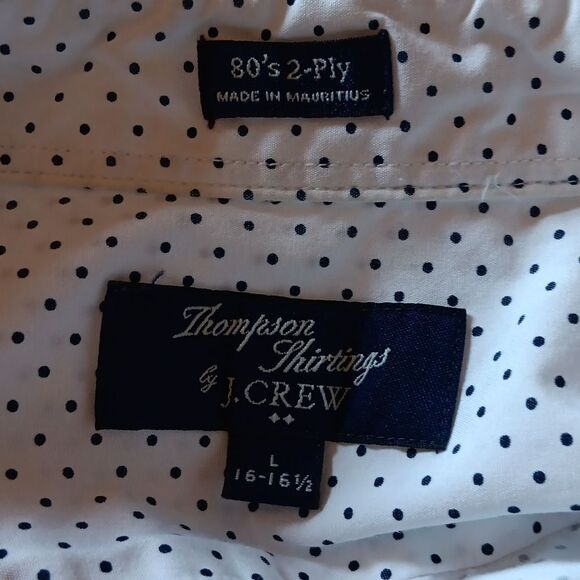 80's 2-Ply
MADE IN MAURITIUS
Thompson
Shirtings
by J.CREW
L
16-16½